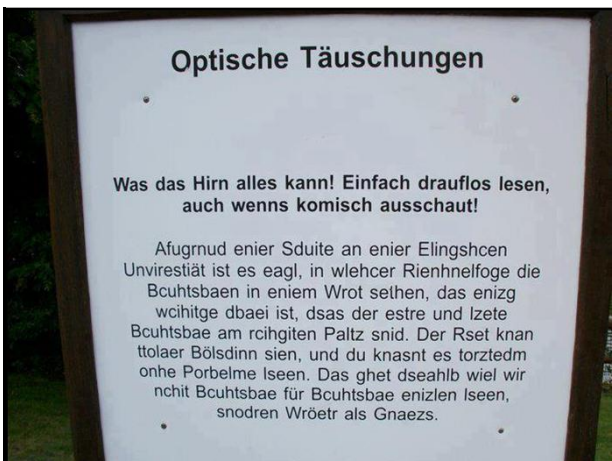 Optische Täuschungen
Was das Hirn alles kann! Einfach drauflos lesen,
auch wenns komisch ausschaut!
Afugrnud enier Sduite an enier Elingshcen
Unvirestiät ist es eagl, in wlehcer Rienhnelfoge die
Bcuhtsbaen in eniem Wrot sethen, das enizg
wcihitge dbaei ist, dsas der estre und lzete
Bcuhtsbae am rcihgiten Paltz snid. Der Rset knan
ttolaer Bölsdinn sien, und du knasnt es torztedm
onhe Porbelme lseen. Das ghet dseahlb wiel wir
nchit Bcuhtsbae für Bcuhtsbae enizlen lseen,
snodren Wröetr als Gnaezs.